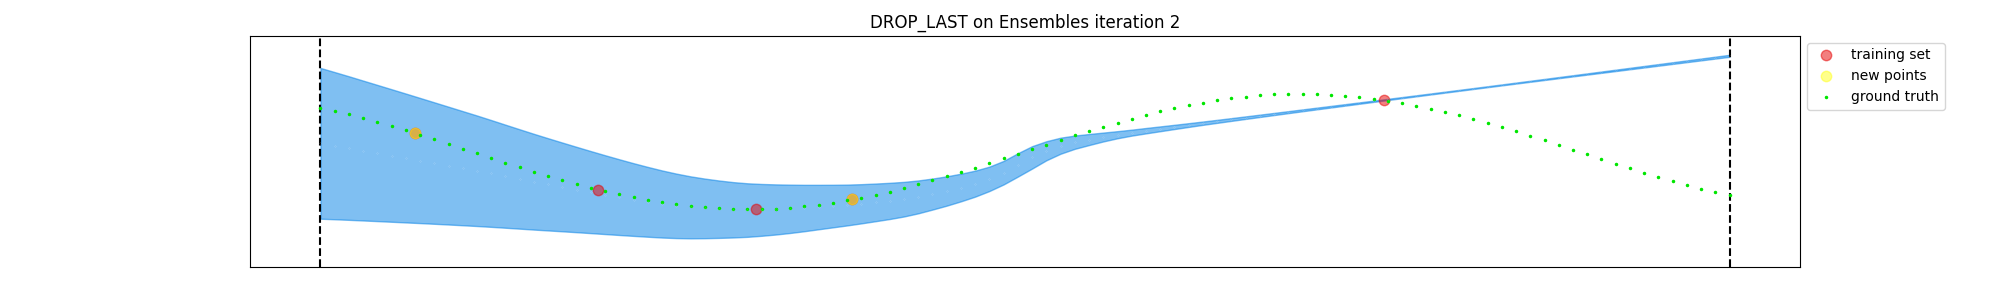 DROP_LAST on Ensembles iteration 2
training set
new points
ground truth